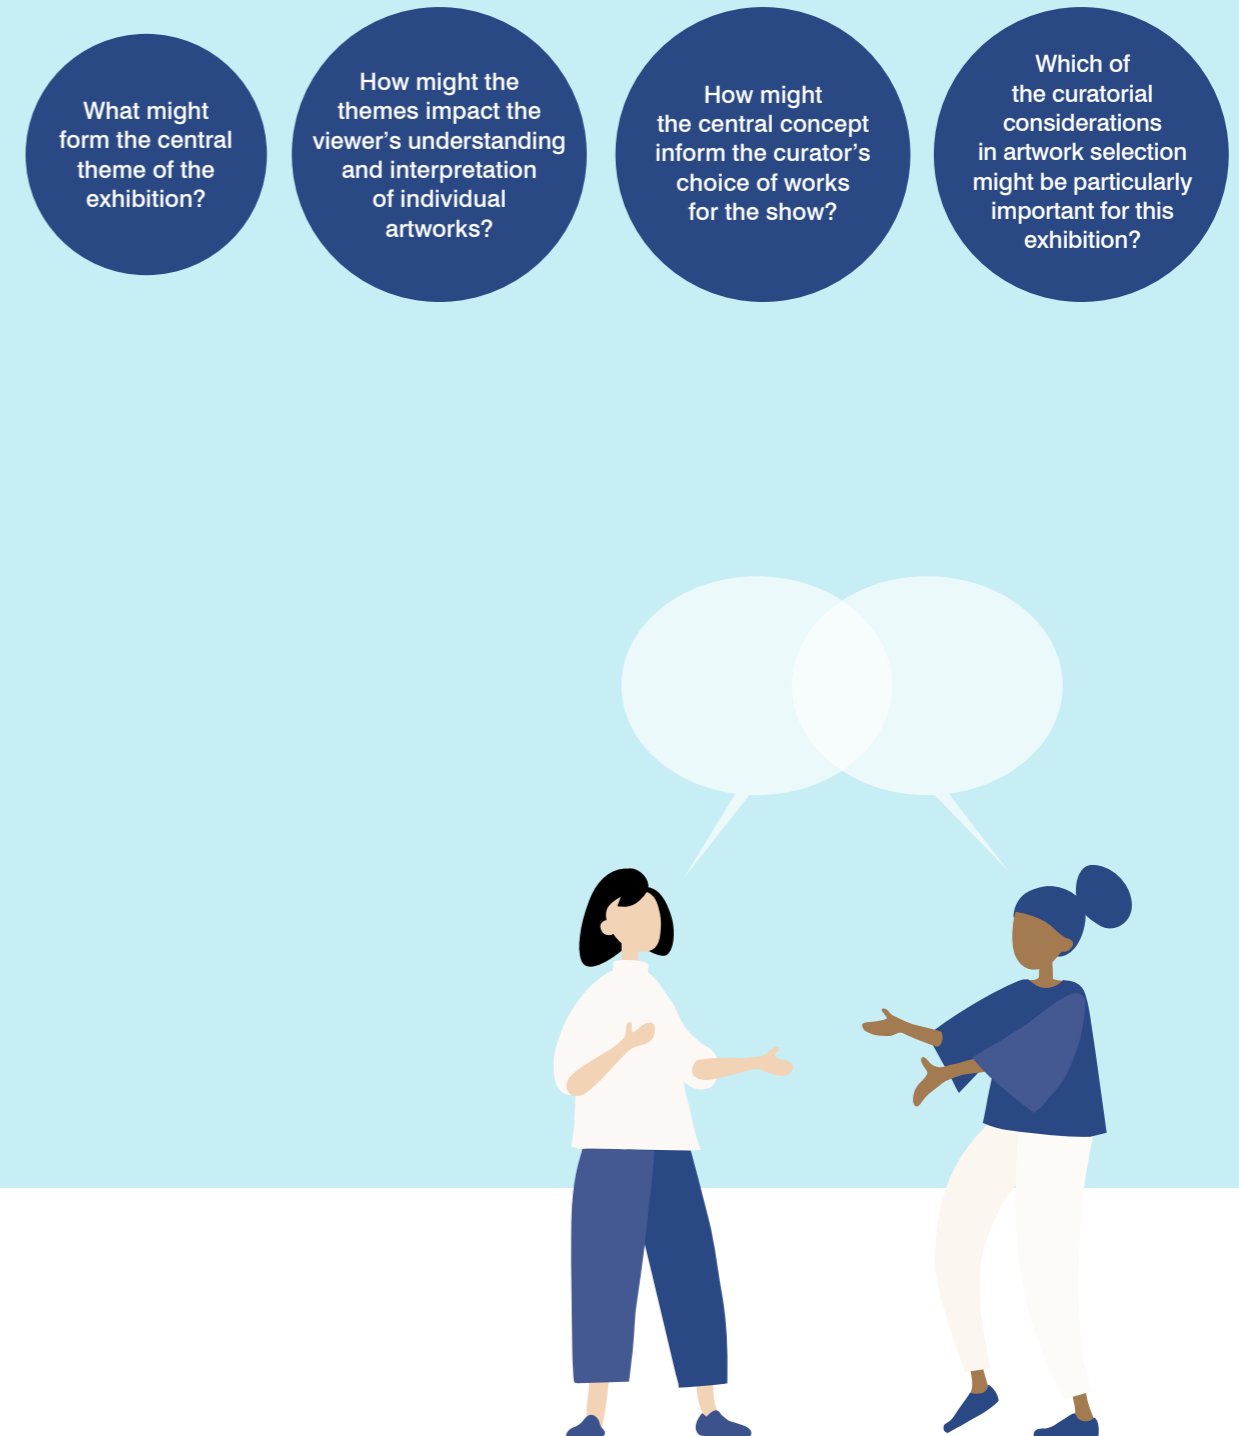 What might
form the central
theme of the
exhibition?
How might the
themes impact the
viewer’s understanding
and interpretation
of individual
artworks?
How might
the central concept
inform the curator’s
choice of works
for the show?
Which of
the curatorial
considerations
in artwork selection
might be particularly
important for this
exhibition?